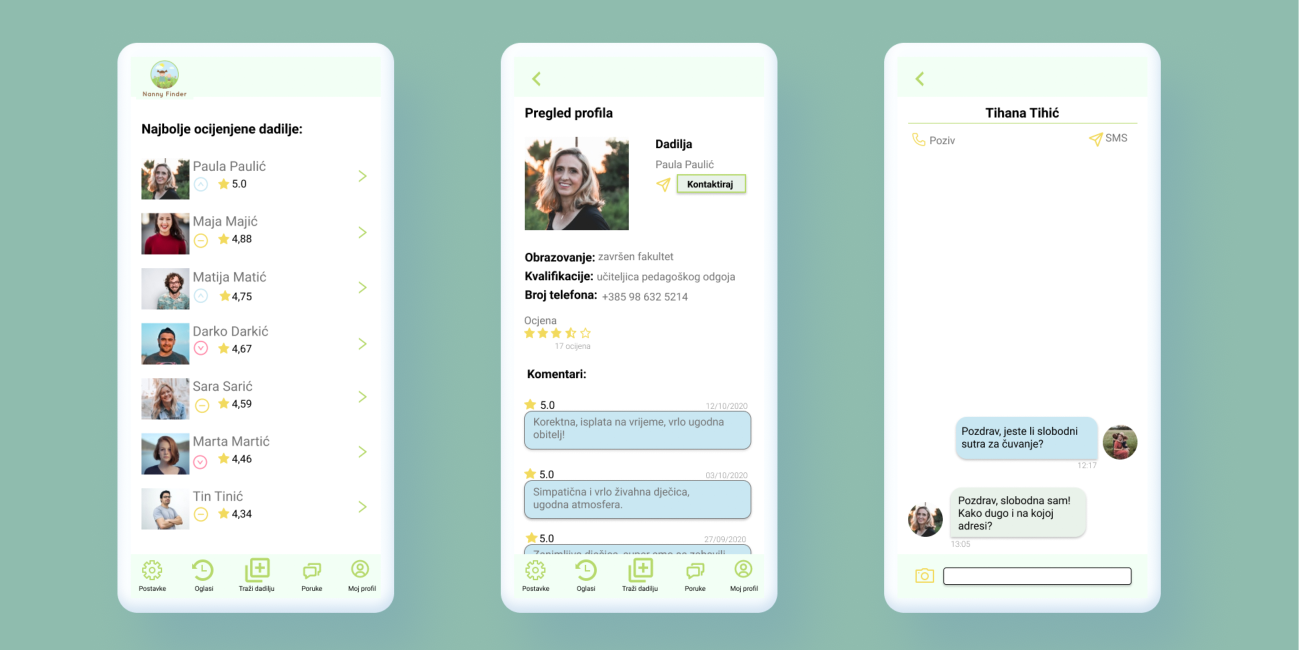 Nanny Finder
Najbolje ocijenjene dadilje:
Paula Paulić
5.0
Maja Majić
4,88
Matija Matić
4,75
Darko Darkić
4,67
Sara Sarić
4,59
Marta Martić
4,46
Tin Tinić
4,34
Postavke
Oglasi
Traži dadilju
Poruke
Moj profil
Pregled profila
Dadilja
Paula Paulić
Kontaktiraj
Obrazovanje: završen fakultet
Kvalifikacije: učiteljica pedagoškog odgoja
Broj telefona: +385 98 632 5214
Ocjena
17 ocijena
Komentari:
5.0 12/10/2020
Korektna, isplata na vrijeme, vrlo ugodna
obitelj!
5.0 03/10/2020
Simpatična i vrlo živahna dječica,
ugodna atmosfera.
5.0 27/09/2020
Postavke
Oglasi
Traži dadilju
Poruke
Moj profil
Tihana Tihić
Poziv
SMS
Pozdrav, jeste li slobodni
sutra za čuvanje?
12:17
Pozdrav, slobodna sam!
Kako dugo i na kojoj
adresi?
13:05